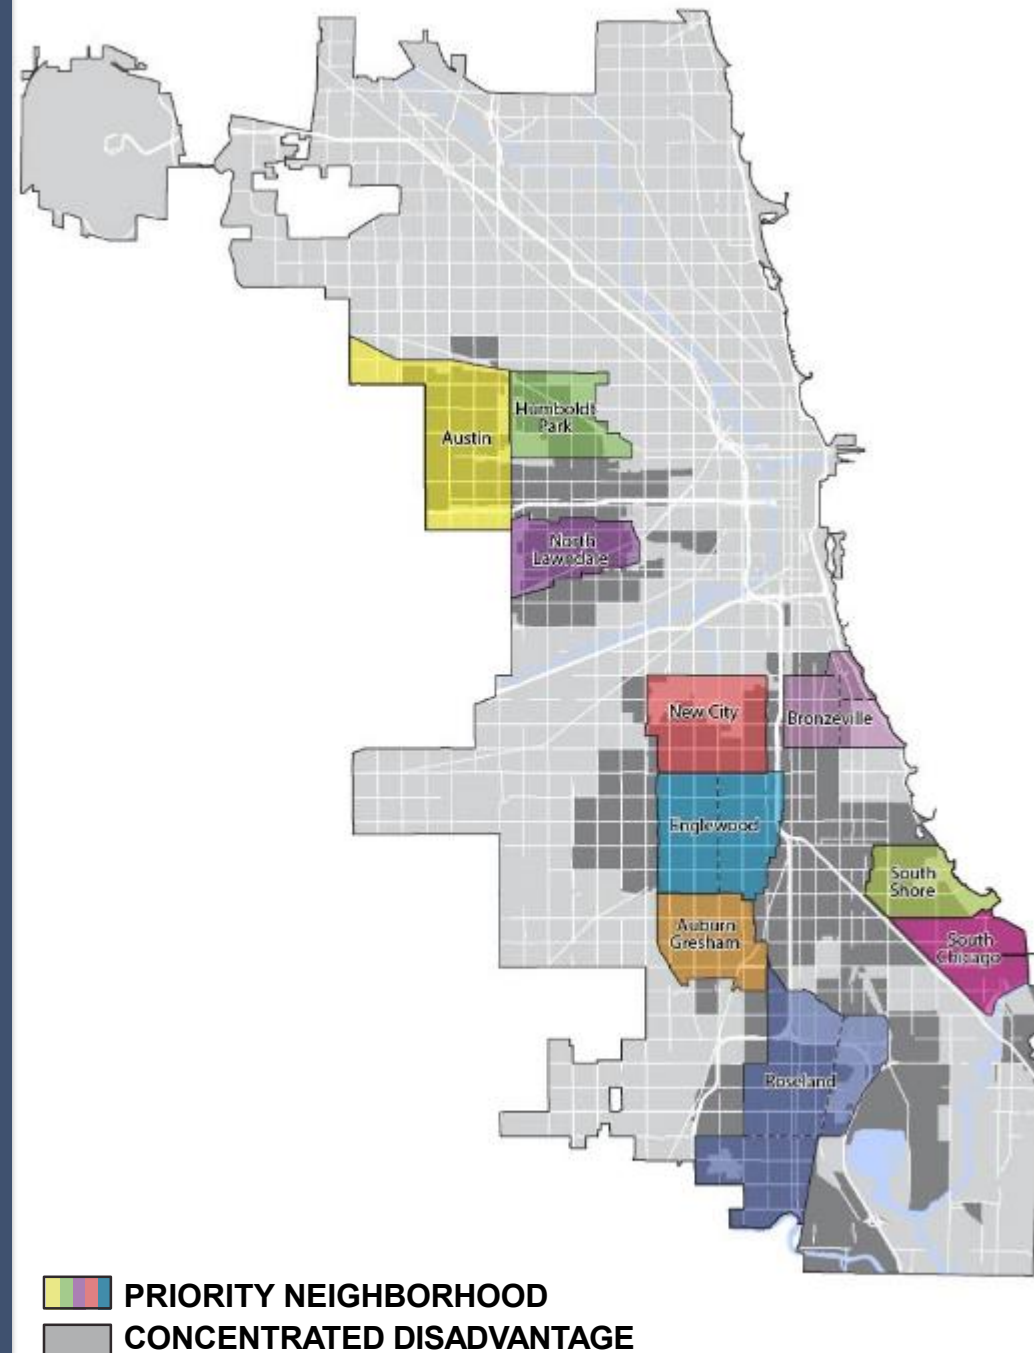 Humboldt
Park
Austin
North
Lawndale
New City
Bronzeville
Englewood
South
Shore
Auburn
Gresham
South
Chicago
Roseland
PRIORITY NEIGHBORHOOD
CONCENTRATED DISADVANTAGE